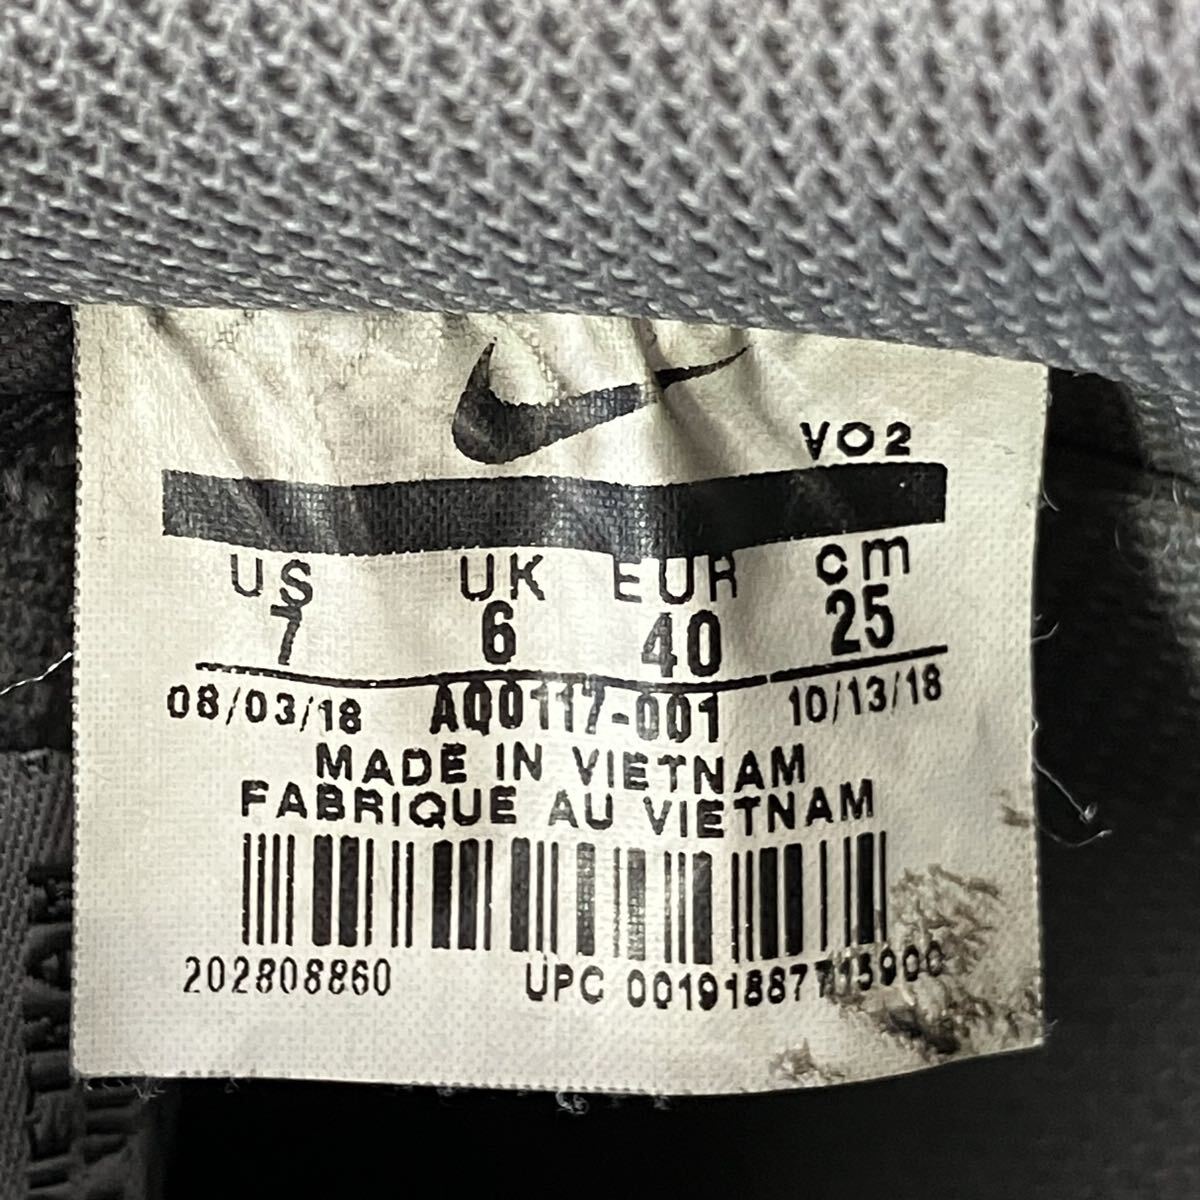 VO2
US UK EUR cm
7 6 40 25
08/03/18 AQ0117-001 10/13/18
MADE IN VIETNAM
FABRIQUE AU VIETNAM
202808860 UPC 00191887715900